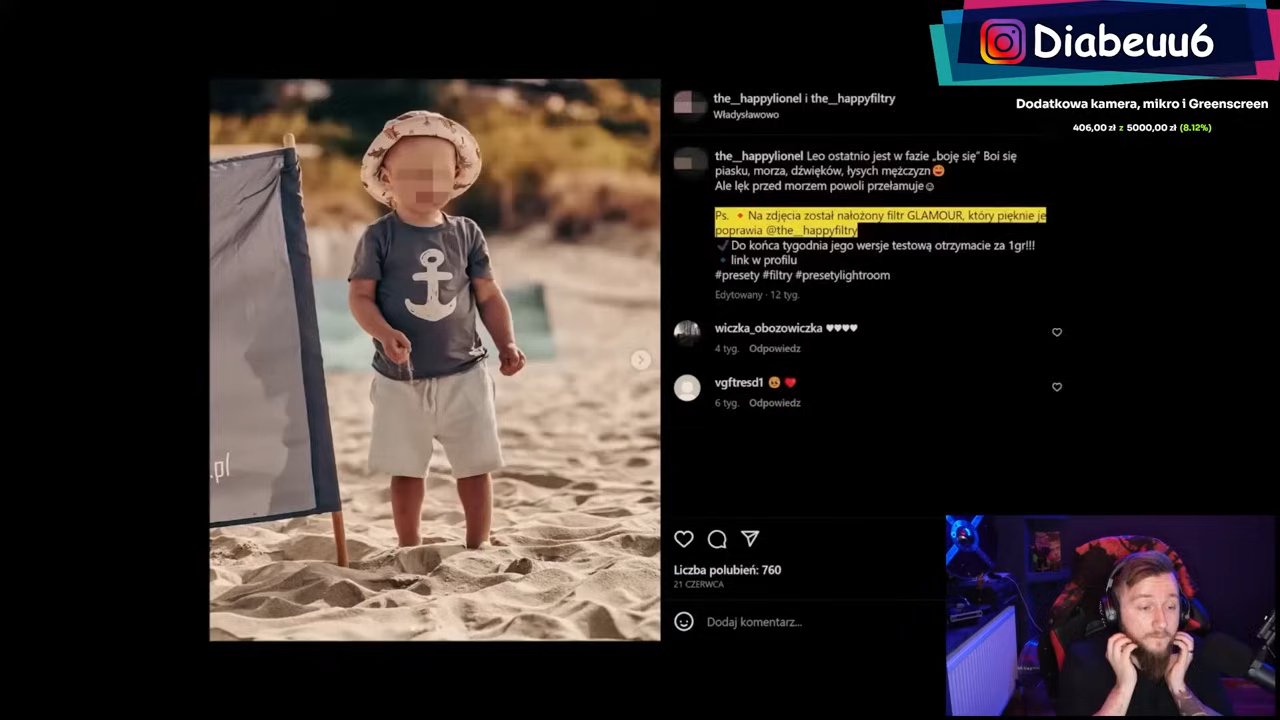 Diabeuu6
Dodatkowa kamera, mikro i Greenscreen
406,00 zł z 5000,00 zł (8.12%)
the__happylionel i the__happyfiltry
Władysławowo
the__happylionel Leo ostatnio jest w fazie „boję się” Boi się
piasku, morza, dźwięków, łysych mężczyzn😄
Ale lęk przed morzem powoli przełamuje☺
Ps. 🔸Na zdjęcia został nałożony filtr GLAMOUR, który pięknie je
poprawia @the__happyfiltry
✔Do końca tygodnia jego wersje testową otrzymacie za 1gr!!!
🔹link w profilu
#presety #filtry #presetylightroom
Edytowany · 12 tyg.
wiczka_obozowiczka ♥♥♥♥
4 tyg. Odpowiedz
vgftresd1 🥺 ❤
6 tyg. Odpowiedz
.pl
Liczba polubień: 760
21 CZERWCA
Dodaj komentarz...